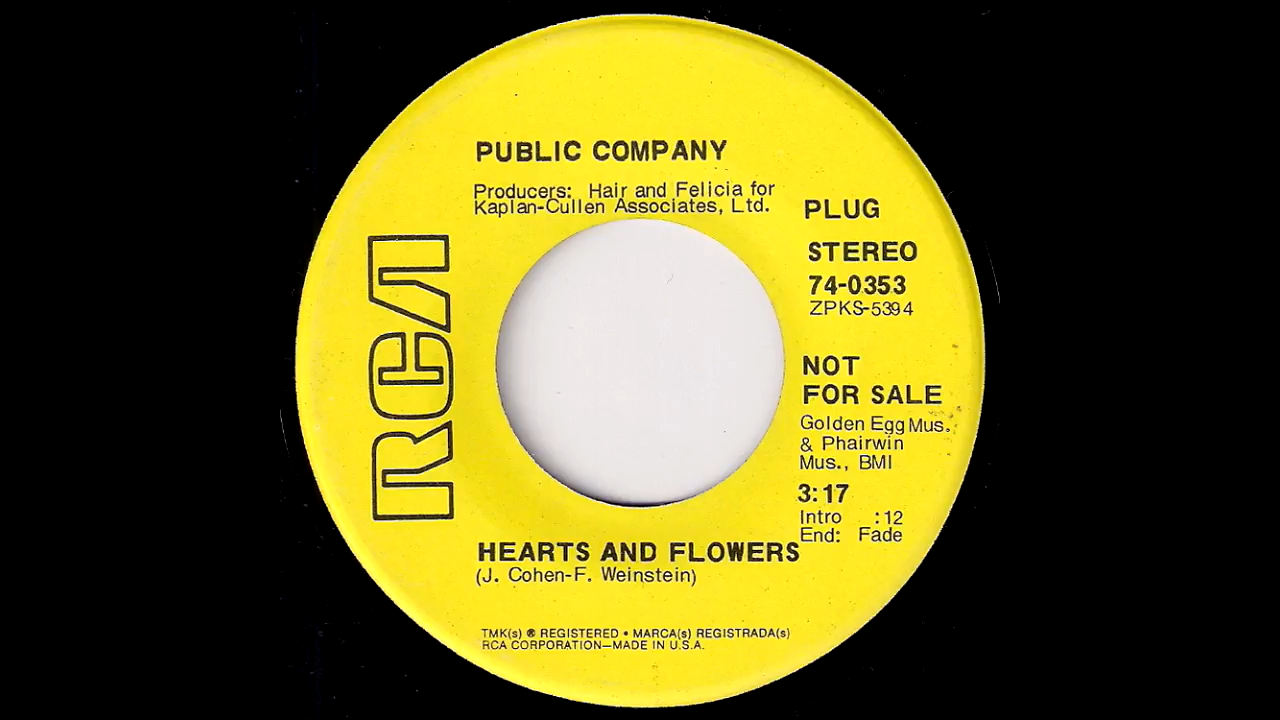 PUBLIC COMPANY
Producers: Hair and Felicia for
Kaplan-Cullen Associates, Ltd.
PLUG
STEREO
74-0353
ZPKS-5394
RCA
NOT
FOR SALE
Golden Egg Mus.
& Phairwin
Mus., BMI
3:17
Intro :12
End: Fade
HEARTS AND FLOWERS
(J. Cohen-F. Weinstein)
TMK(s) ® REGISTERED • MARCA(s) REGISTRADA(s)
RCA CORPORATION—MADE IN U.S.A.